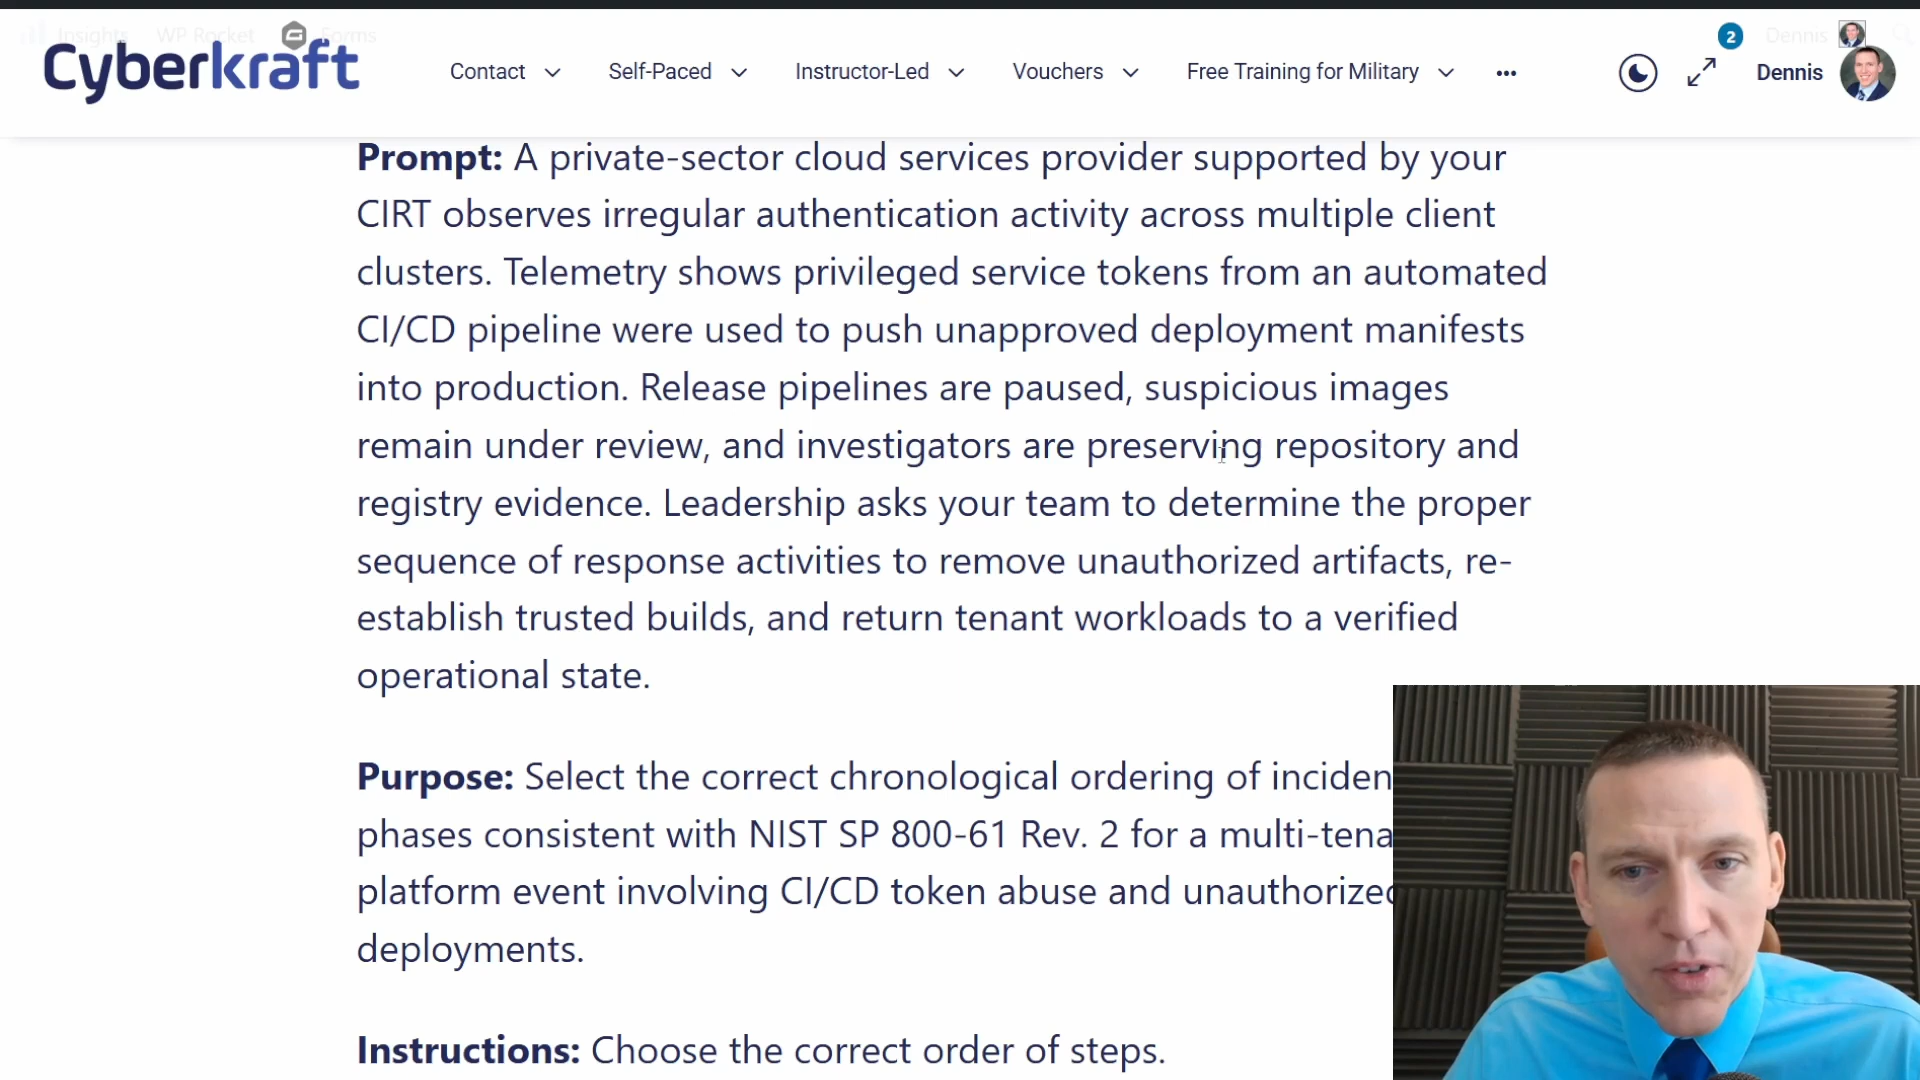 Insights WP Rocket Forms
2 Dennis
Cyberkraft Contact Self-Paced Instructor-Led Vouchers Free Training for Military ••• Dennis
Prompt: A private-sector cloud services provider supported by your
CIRT observes irregular authentication activity across multiple client
clusters. Telemetry shows privileged service tokens from an automated
CI/CD pipeline were used to push unapproved deployment manifests
into production. Release pipelines are paused, suspicious images
remain under review, and investigators are preserving repository and
registry evidence. Leadership asks your team to determine the proper
sequence of response activities to remove unauthorized artifacts, re-
establish trusted builds, and return tenant workloads to a verified
operational state.
Purpose: Select the correct chronological ordering of inciden
phases consistent with NIST SP 800-61 Rev. 2 for a multi-tena
platform event involving CI/CD token abuse and unauthorized
deployments.
Instructions: Choose the correct order of steps.